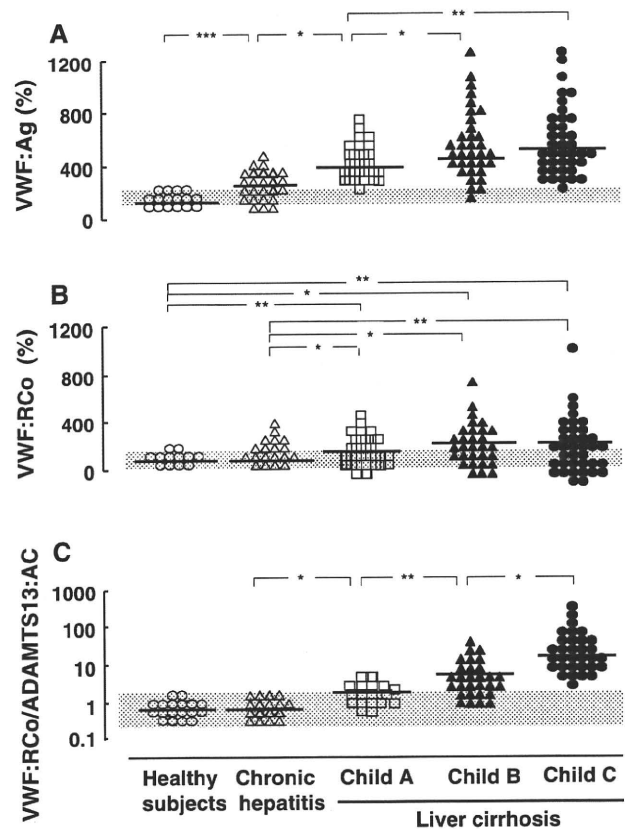 A
VWF:Ag (%)
1200
800
400
0
*** * * **
B
VWF:RCo (%)
1200
800
400
0
** * ** ** * *
C
VWF:RCo/ADAMTS13:AC
1000
100
10
1
0.1
* ** *
Healthy subjects
Chronic hepatitis
Child A
Child B
Child C
Liver cirrhosis